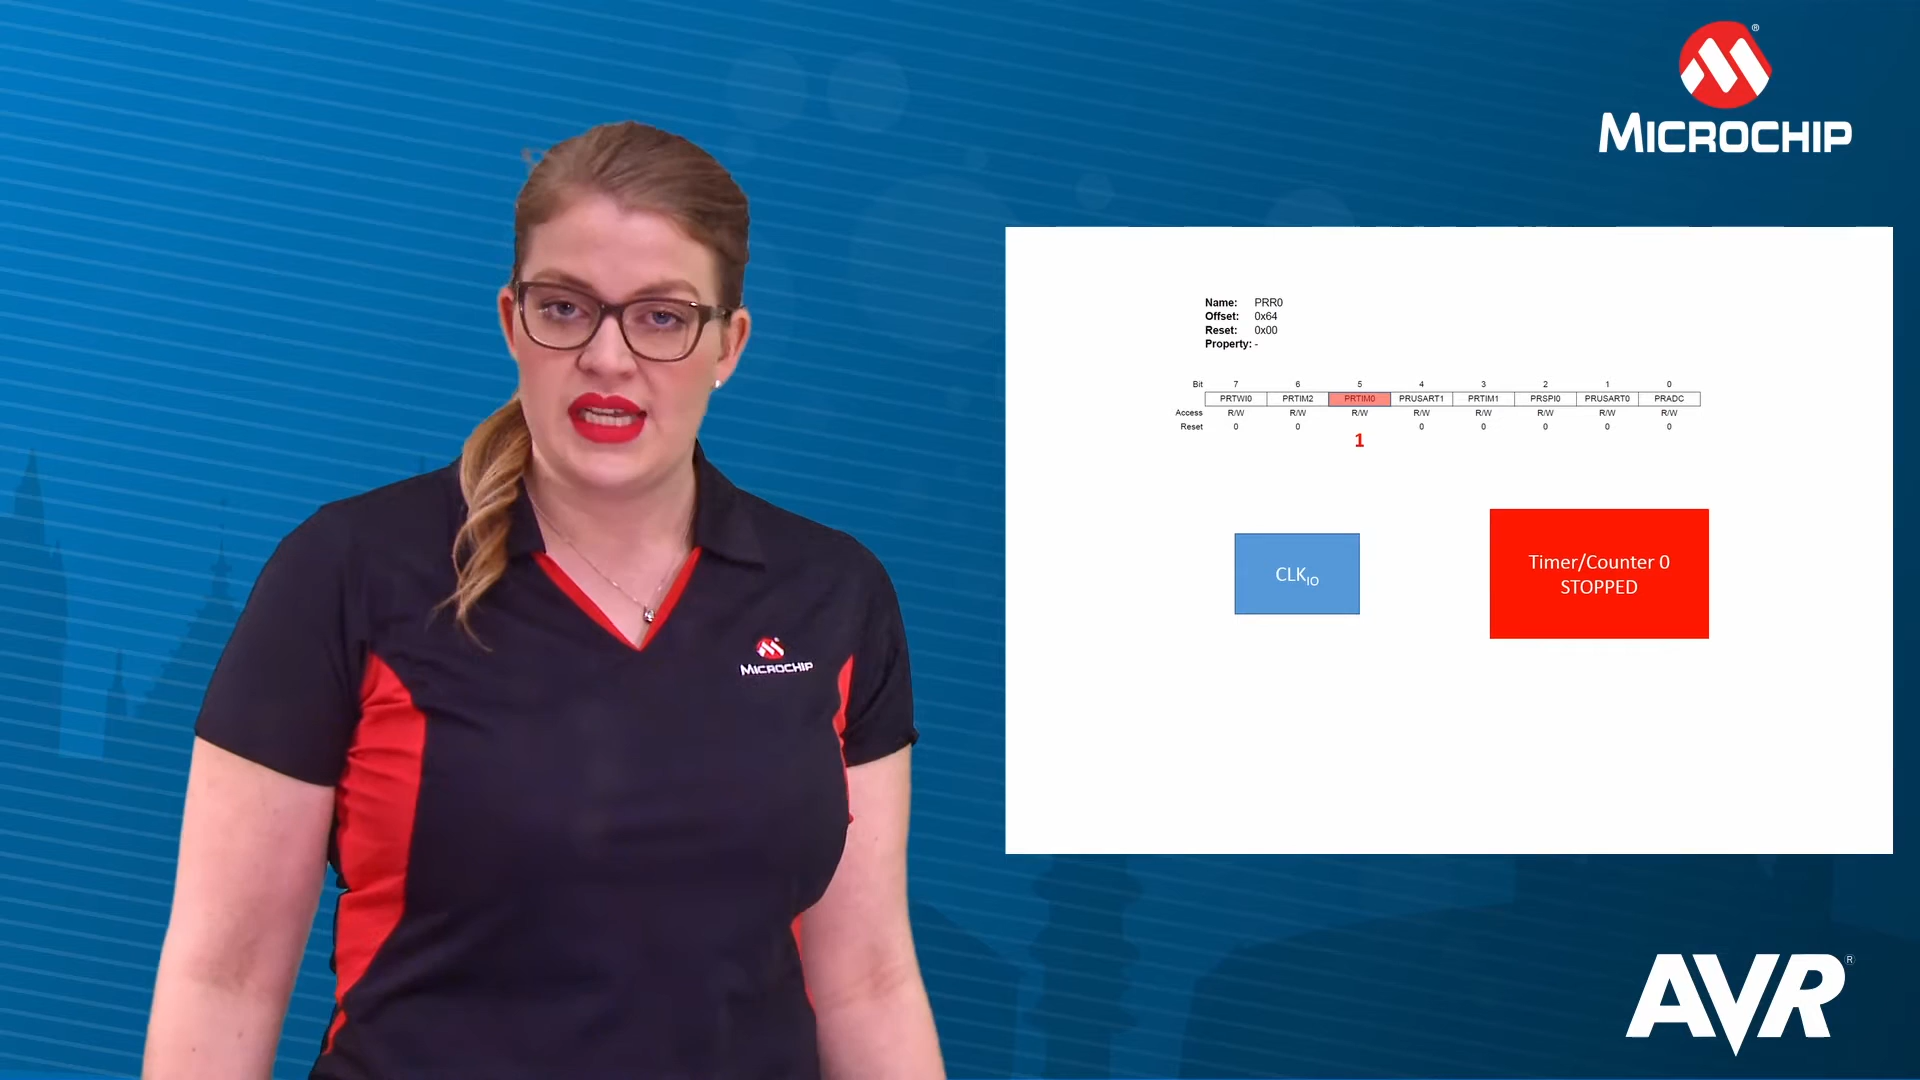 MICROCHIP
Name: PRR0
Offset: 0x64
Reset: 0x00
Property: -
Bit 7 6 5 4 3 2 1 0
PRTWI0 PRTIM2 PRTIM0 PRUSART1 PRTIM1 PRSPI0 PRUSART0 PRADC
Access R/W R/W R/W R/W R/W R/W R/W R/W
Reset 0 0 0 0 0 0 0
1
CLKIO
Timer/Counter 0
STOPPED
MICROCHIP
AVR®